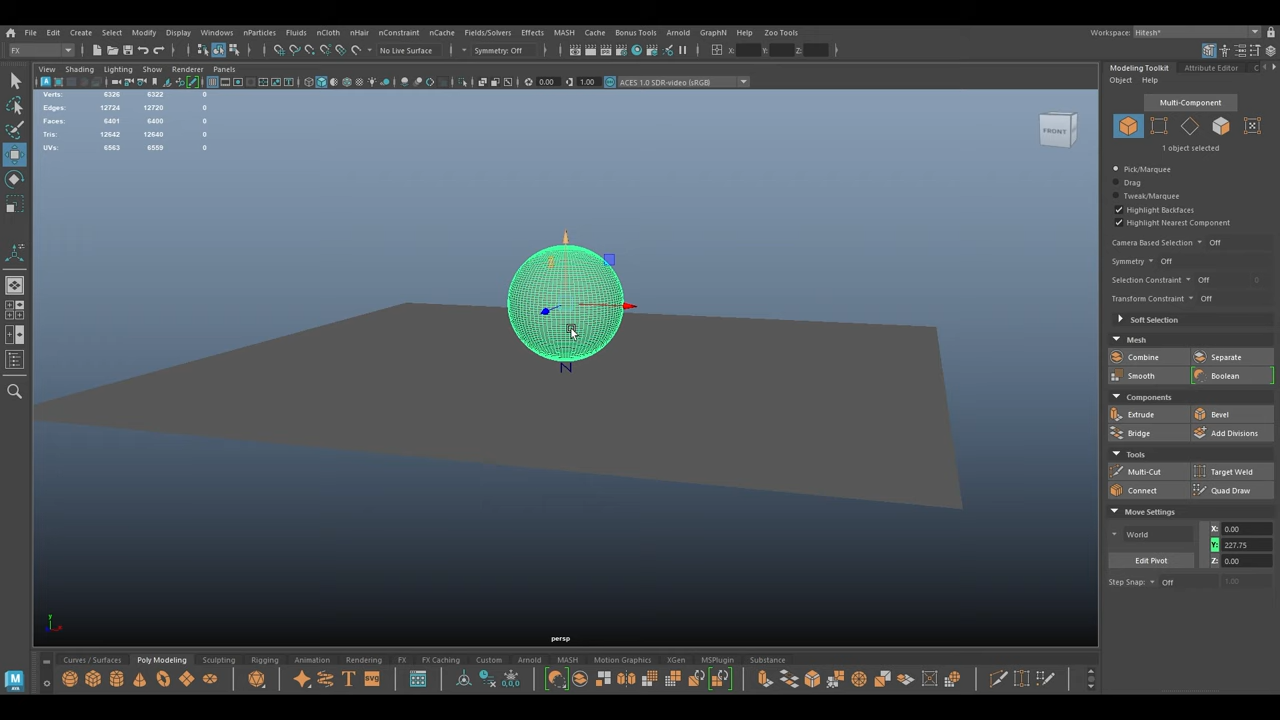 File Edit Create Select Modify Display Windows nParticles Fluids nCloth nHair nConstraint nCache Fields/Solvers Effects MASH Cache Bonus Tools Arnold GraphN Zoo Tools Workspace: Hitesh*
FX No Live Surface Symmetry: Off X: Y: Z:
View Shading Lighting Show Renderer Panels
0.00 1.00 ACES 1.0 SDR-video (sRGB)
Verts: 6326 6322 0
Edges: 12724 12720 0
Faces: 6401 6400 0
Tris: 12642 12640 0
UVs: 6563 6559 0
FRONT
persp
Modeling Toolkit Attribute Editor C
Object Help
Multi-Component
1 object selected
Pick/Marquee
Drag
Tweak/Marquee
Highlight Backfaces
Highlight Nearest Component
Camera Based Selection Off
Symmetry Off
Selection Constraint Off 0
Transform Constraint Off
Soft Selection
Mesh
Combine Separate
Smooth Boolean
Components
Extrude Bevel
Bridge Add Divisions
Tools
Multi-Cut Target Weld
Connect Quad Draw
Move Settings
World X: 0.00
Y: 227.75
Edit Pivot Z: 0.00
Step Snap: Off 1.00
Curves / Surfaces Poly Modeling Sculpting Rigging Animation Rendering FX FX Caching Custom Arnold MASH Motion Graphics XGen MSPlugin Substance
T SVG 0,0,0